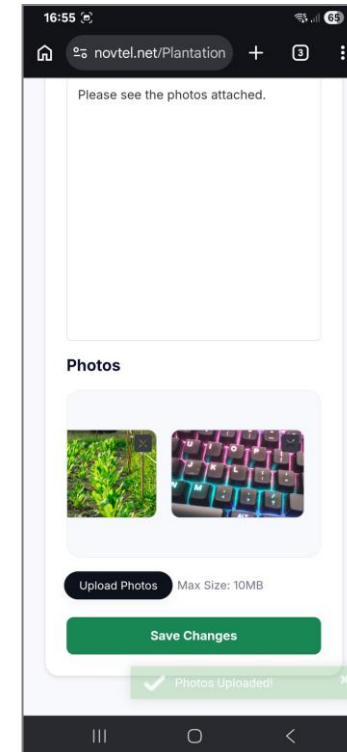 16:55
65
novtel.net/Plantation
3
Please see the photos attached.
Photos
U I O P
J K L
N M
Upload Photos Max Size: 10MB
Save Changes
Photos Uploaded!